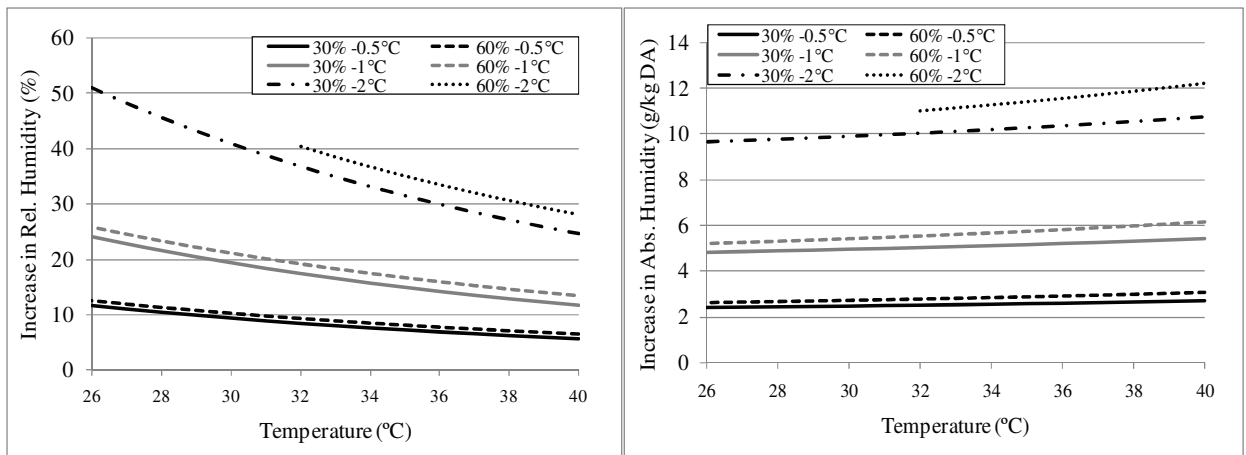 Increase in Rel. Humidity (%)
60
50
40
30
20
10
0
30% -0.5°C
60% -0.5°C
30% -1°C
60% -1°C
30% -2°C
60% -2°C
26 28 30 32 34 36 38 40
Temperature (ºC)
Increase in Abs. Humidity (g/kg DA)
14
12
10
8
6
4
2
0
30% -0.5°C
60% -0.5°C
30% -1°C
60% -1°C
30% -2°C
60% -2°C
26 28 30 32 34 36 38 40
Temperature (ºC)